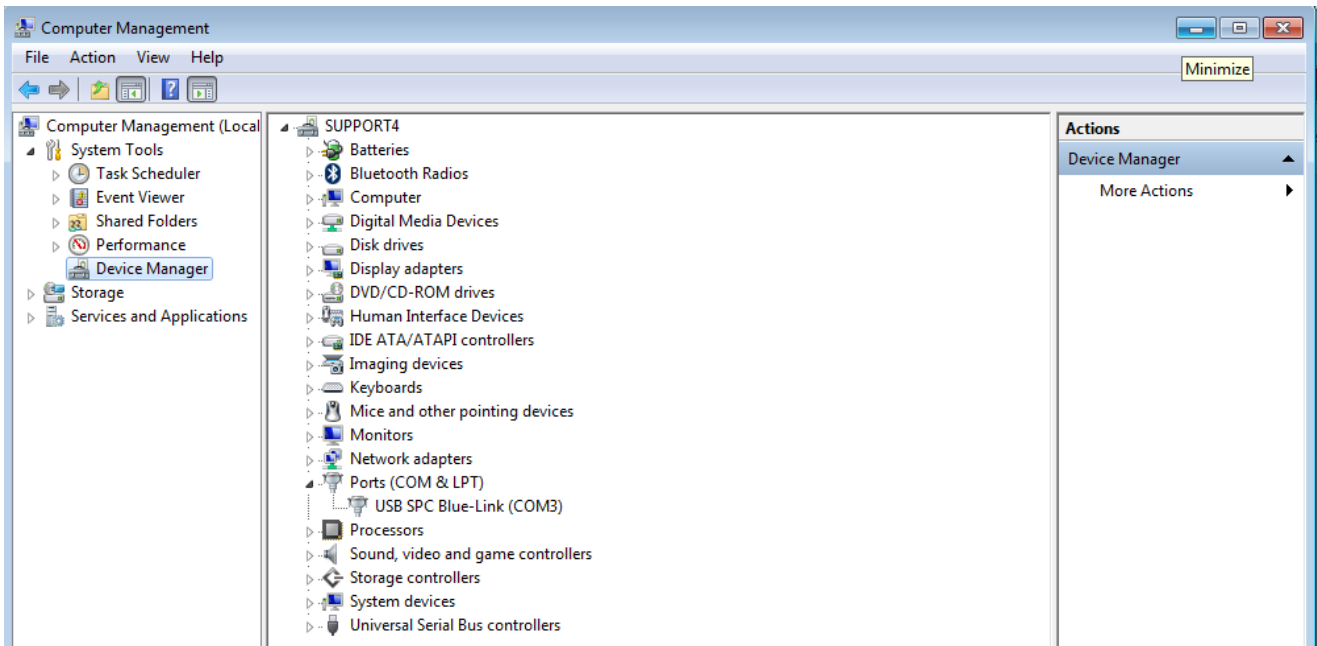 Computer Management
File Action View Help
Minimize
Computer Management (Local
System Tools
Task Scheduler
Event Viewer
Shared Folders
Performance
Device Manager
Storage
Services and Applications
SUPPORT4
Batteries
Bluetooth Radios
Computer
Digital Media Devices
Disk drives
Display adapters
DVD/CD-ROM drives
Human Interface Devices
IDE ATA/ATAPI controllers
Imaging devices
Keyboards
Mice and other pointing devices
Monitors
Network adapters
Ports (COM & LPT)
USB SPC Blue-Link (COM3)
Processors
Sound, video and game controllers
Storage controllers
System devices
Universal Serial Bus controllers
Actions
Device Manager
More Actions